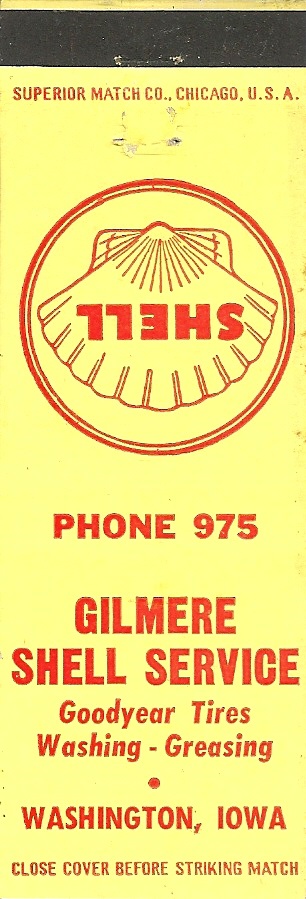 SUPERIOR MATCH CO., CHICAGO, U.S.A.
SHELL
PHONE 975
GILMERE
SHELL SERVICE
Goodyear Tires
Washing - Greasing
•
WASHINGTON, IOWA
CLOSE COVER BEFORE STRIKING MATCH